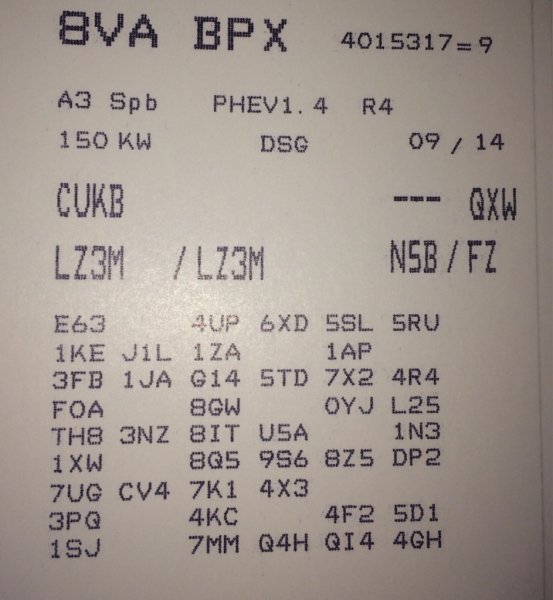 8VA BPX 4015317=9
A3 Spb PHEV1.4 R4
150 KW DSG 09 / 14
CUKB --- QXW
LZ3M / LZ3M N5B / FZ
E63 4UP 6XD 5SL 5RU
1KE J1L 1ZA 1AP
3FB 1JA G14 5TD 7X2 4R4
F0A 8GW 0YJ L25
TH8 3NZ 8IT U5A 1N3
1XW 8Q5 9S6 8Z5 DP2
7UG CV4 7K1 4X3
3PQ 4KC 4F2 5D1
1SJ 7MM Q4H QI4 4GH